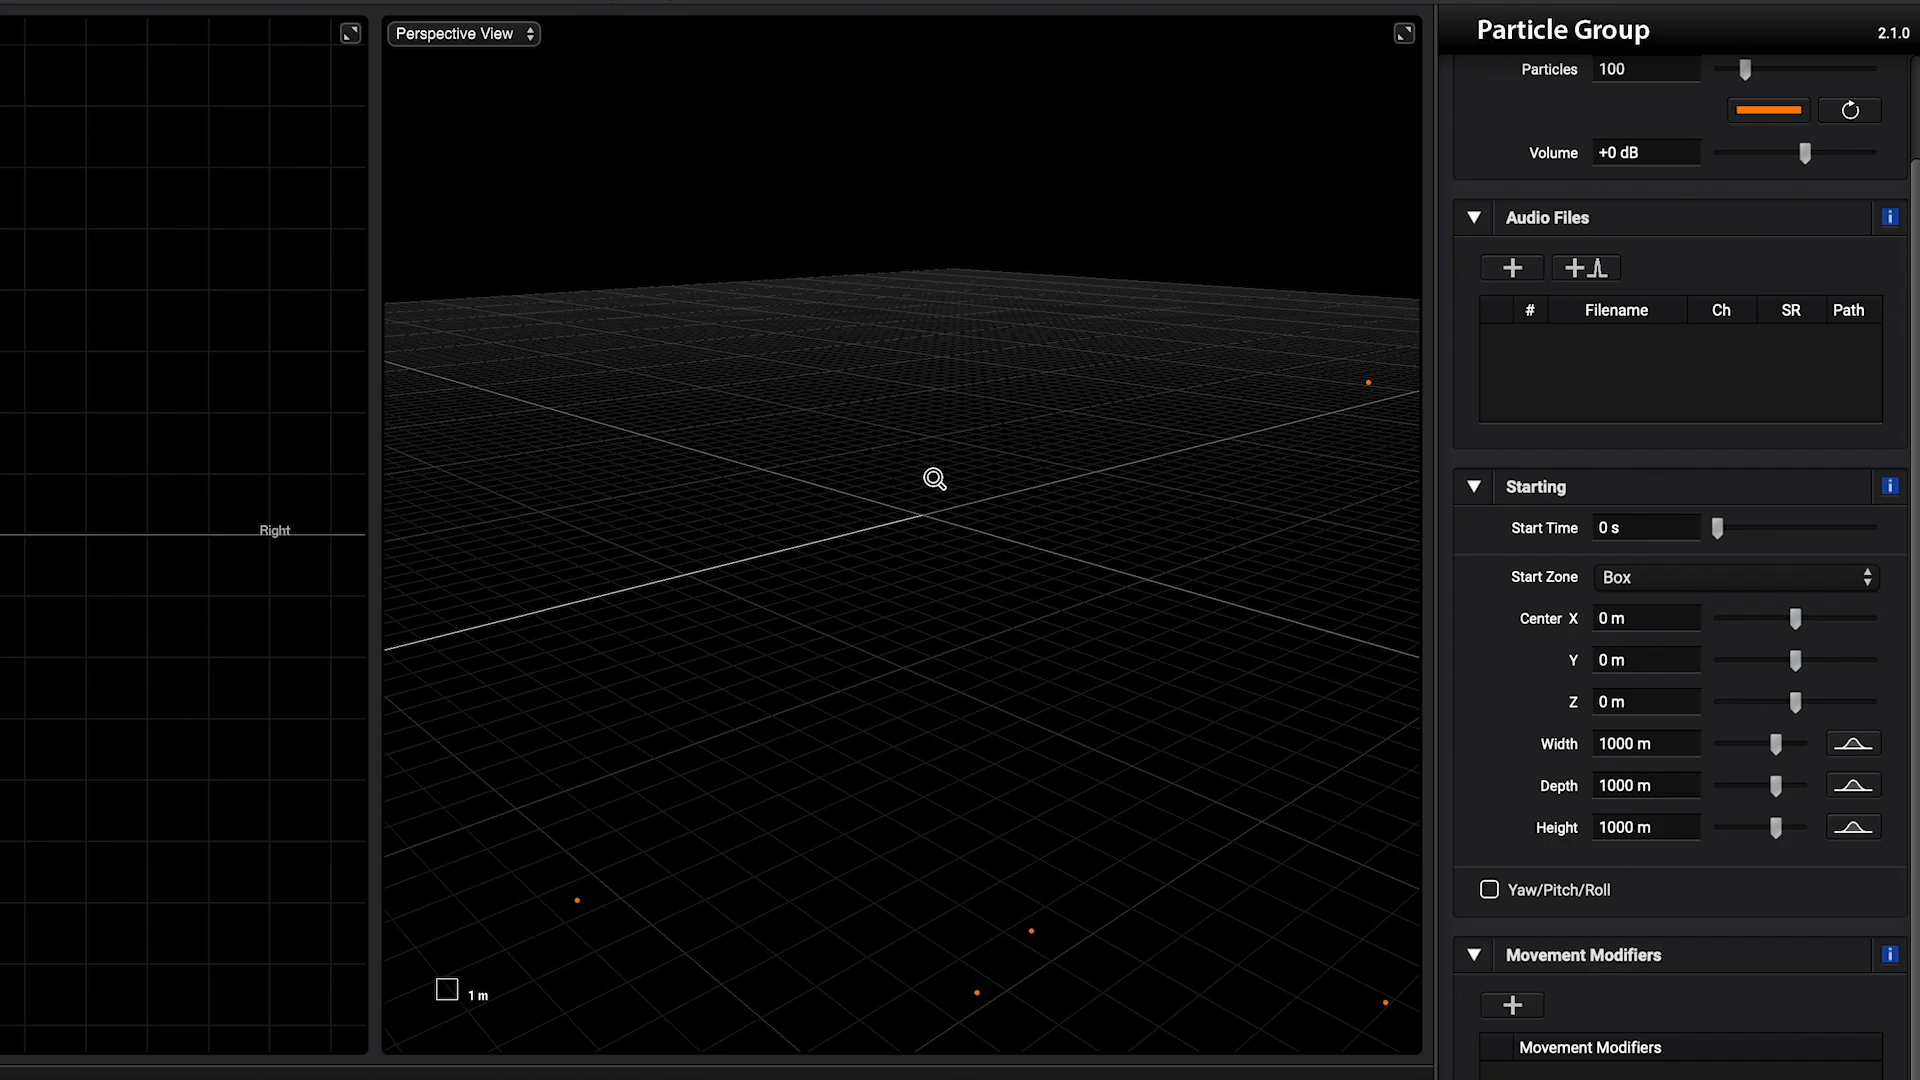 Perspective View
Right
1 m
Particle Group
2.1.0
Particles 100
Volume +0 dB
Audio Files
i
# Filename Ch SR Path
Starting
i
Start Time 0 s
Start Zone Box
Center X 0 m
Y 0 m
Z 0 m
Width 1000 m
Depth 1000 m
Height 1000 m
Yaw/Pitch/Roll
Movement Modifiers
i
Movement Modifiers